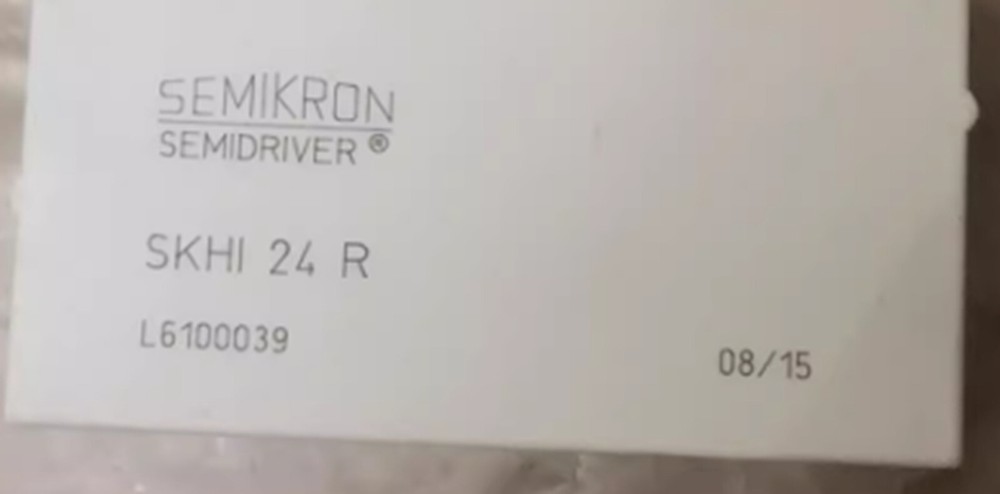 SEMIKRON
SEMIDRIVER ®
SKHI 24 R
L6100039
08/15